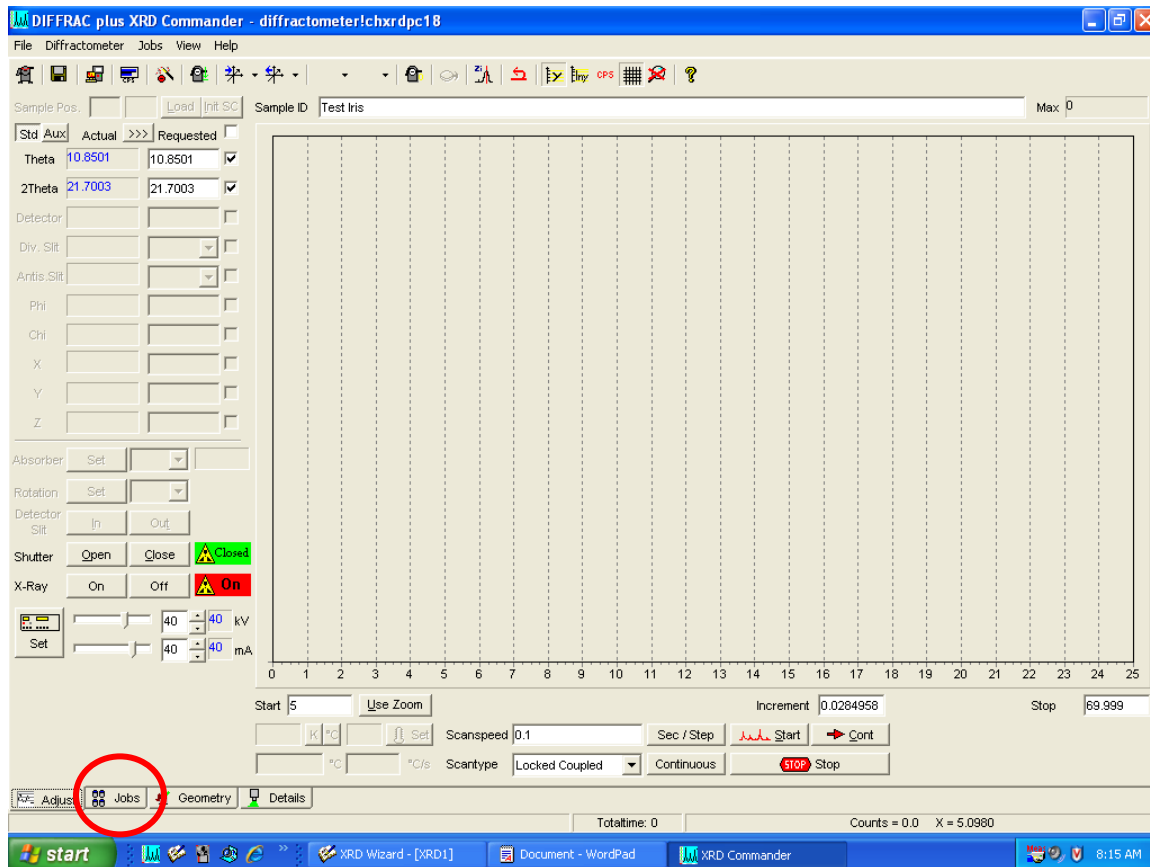 DIFFRAC plus XRD Commander - diffractometer!chxrdpc18
File Diffractometer Jobs View Help
CPS
Sample Pos. Load Init SC Sample ID Test Iris Max 0
Std Aux Actual >>> Requested
Theta 10.8501 10.8501
2Theta 21.7003 21.7003
Detector
Div. Slit
Antis.Slit
Phi
Chi
X
Y
Z
Absorber Set
Rotation Set
Detector Slit In Out
Shutter Open Close Closed
X-Ray On Off On
40 40 kV
Set 40 40 mA
0 1 2 3 4 5 6 7 8 9 10 11 12 13 14 15 16 17 18 19 20 21 22 23 24 25
Start 5 Use Zoom Increment 0.0284958 Stop 69.999
K °C Set Scanspeed 0.1 Sec / Step Start Cont
°C °C/s Scantype Locked Coupled Continuous STOP Stop
Adjust Jobs Geometry Details
Totaltime: 0 Counts = 0.0 X = 5.0980
start XRD Wizard - [XRD1] Document - WordPad XRD Commander 8:15 AM